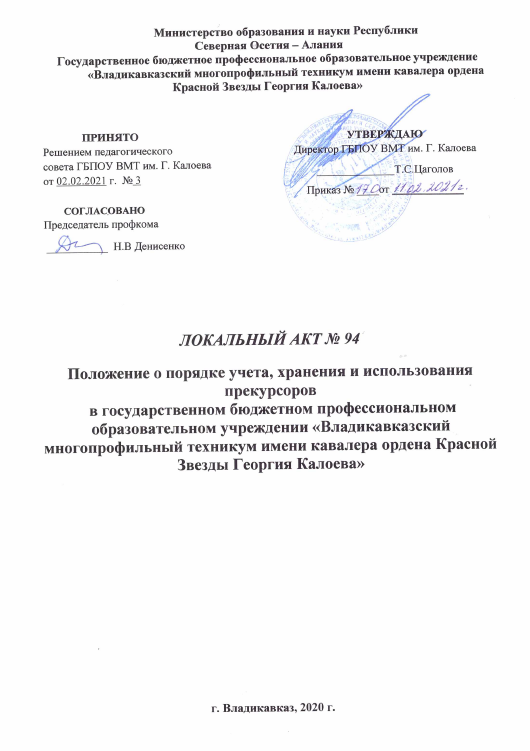 Министерство образования и науки Республики
Северная Осетия – Алания
Государственное бюджетное профессиональное образовательное учреждение
«Владикавказский многопрофильный техникум имени кавалера ордена
Красной Звезды Георгия Калоева»
ПРИНЯТО
Решением педагогического
совета ГБПОУ ВМТ им. Г. Калоева
от 02.02.2021 г. № 3
СОГЛАСОВАНО
Председатель профкома
Н.В Денисенко
УТВЕРЖДАЮ
Директор ГБПОУ ВМТ им. Г. Калоева
Т.С.Цаголов
Приказ № 170 от 11.02.2021г.
ЛОКАЛЬНЫЙ АКТ № 94
Положение о порядке учета, хранения и использования
прекурсоров
в государственном бюджетном профессиональном
образовательном учреждении «Владикавказский
многопрофильный техникум имени кавалера ордена Красной
Звезды Георгия Калоева»
г. Владикавказ, 2020 г.